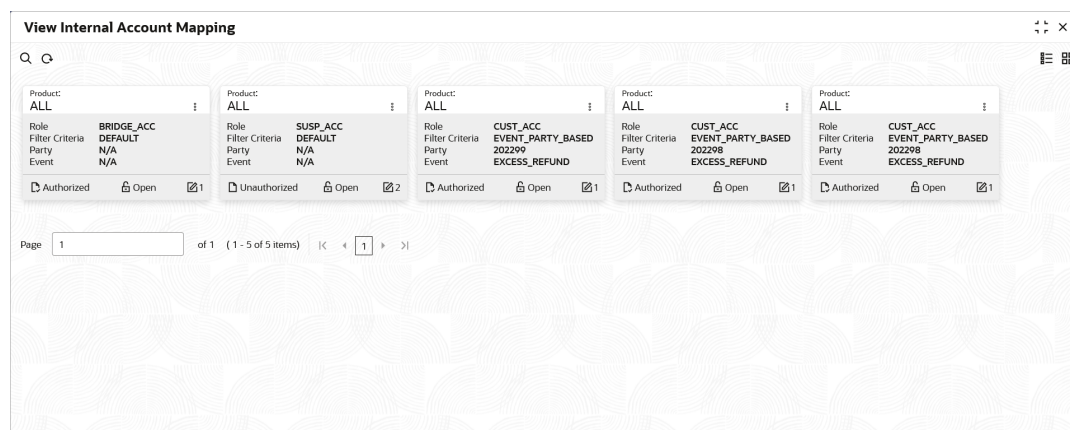 View Internal Account Mapping
Product:
ALL
Role BRIDGE_ACC
Filter Criteria DEFAULT
Party N/A
Event N/A
Authorized Open 1
Product:
ALL
Role SUSP_ACC
Filter Criteria DEFAULT
Party N/A
Event N/A
Unauthorized Open 2
Product:
ALL
Role CUST_ACC
Filter Criteria EVENT_PARTY_BASED
Party 202299
Event EXCESS_REFUND
Authorized Open 1
Product:
ALL
Role CUST_ACC
Filter Criteria EVENT_PARTY_BASED
Party 202298
Event EXCESS_REFUND
Authorized Open 1
Product:
ALL
Role CUST_ACC
Filter Criteria EVENT_PARTY_BASED
Party 202298
Event EXCESS_REFUND
Authorized Open 1
Page 1 of 1 ( 1 - 5 of 5 items) 1